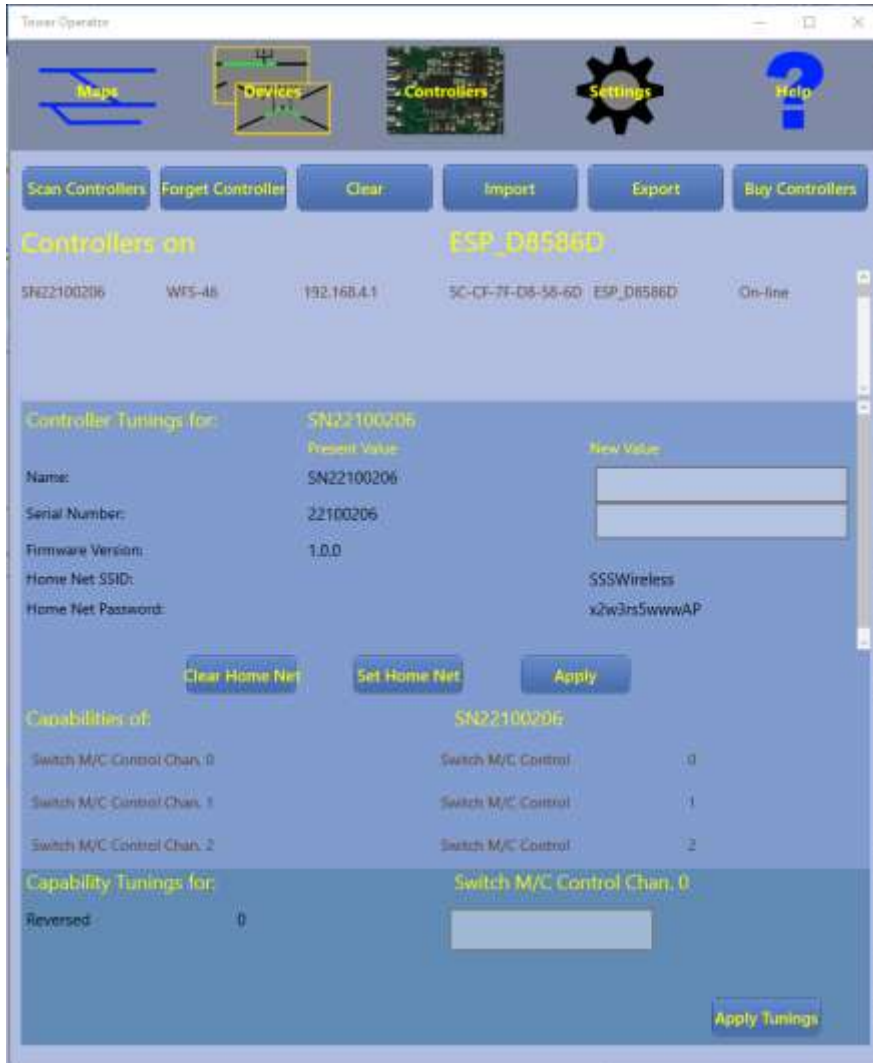 Tower Operator
Maps Devices Controllers Settings Help
Scan Controllers Forget Controller Clear Import Export Buy Controllers
Controllers on ESP_D8586D
SN22100206 WFS-46 192.168.4.1 5C-CF-7F-D8-58-6D ESP_D8586D On-line
Controller Tunings for: SN22100206
Present Value New Value
Name: SN22100206
Serial Number: 22100206
Firmware Version: 1.0.0
Home Net SSID: SSSWireless
Home Net Password: x2w3rs5wwwAP
Clear Home Net Set Home Net Apply
Capabilities of: SN22100206
Switch M/C Control Chan. 0 Switch M/C Control 0
Switch M/C Control Chan. 1 Switch M/C Control 1
Switch M/C Control Chan. 2 Switch M/C Control 2
Capability Tunings for: Switch M/C Control Chan. 0
Reversed 0
Apply Tunings